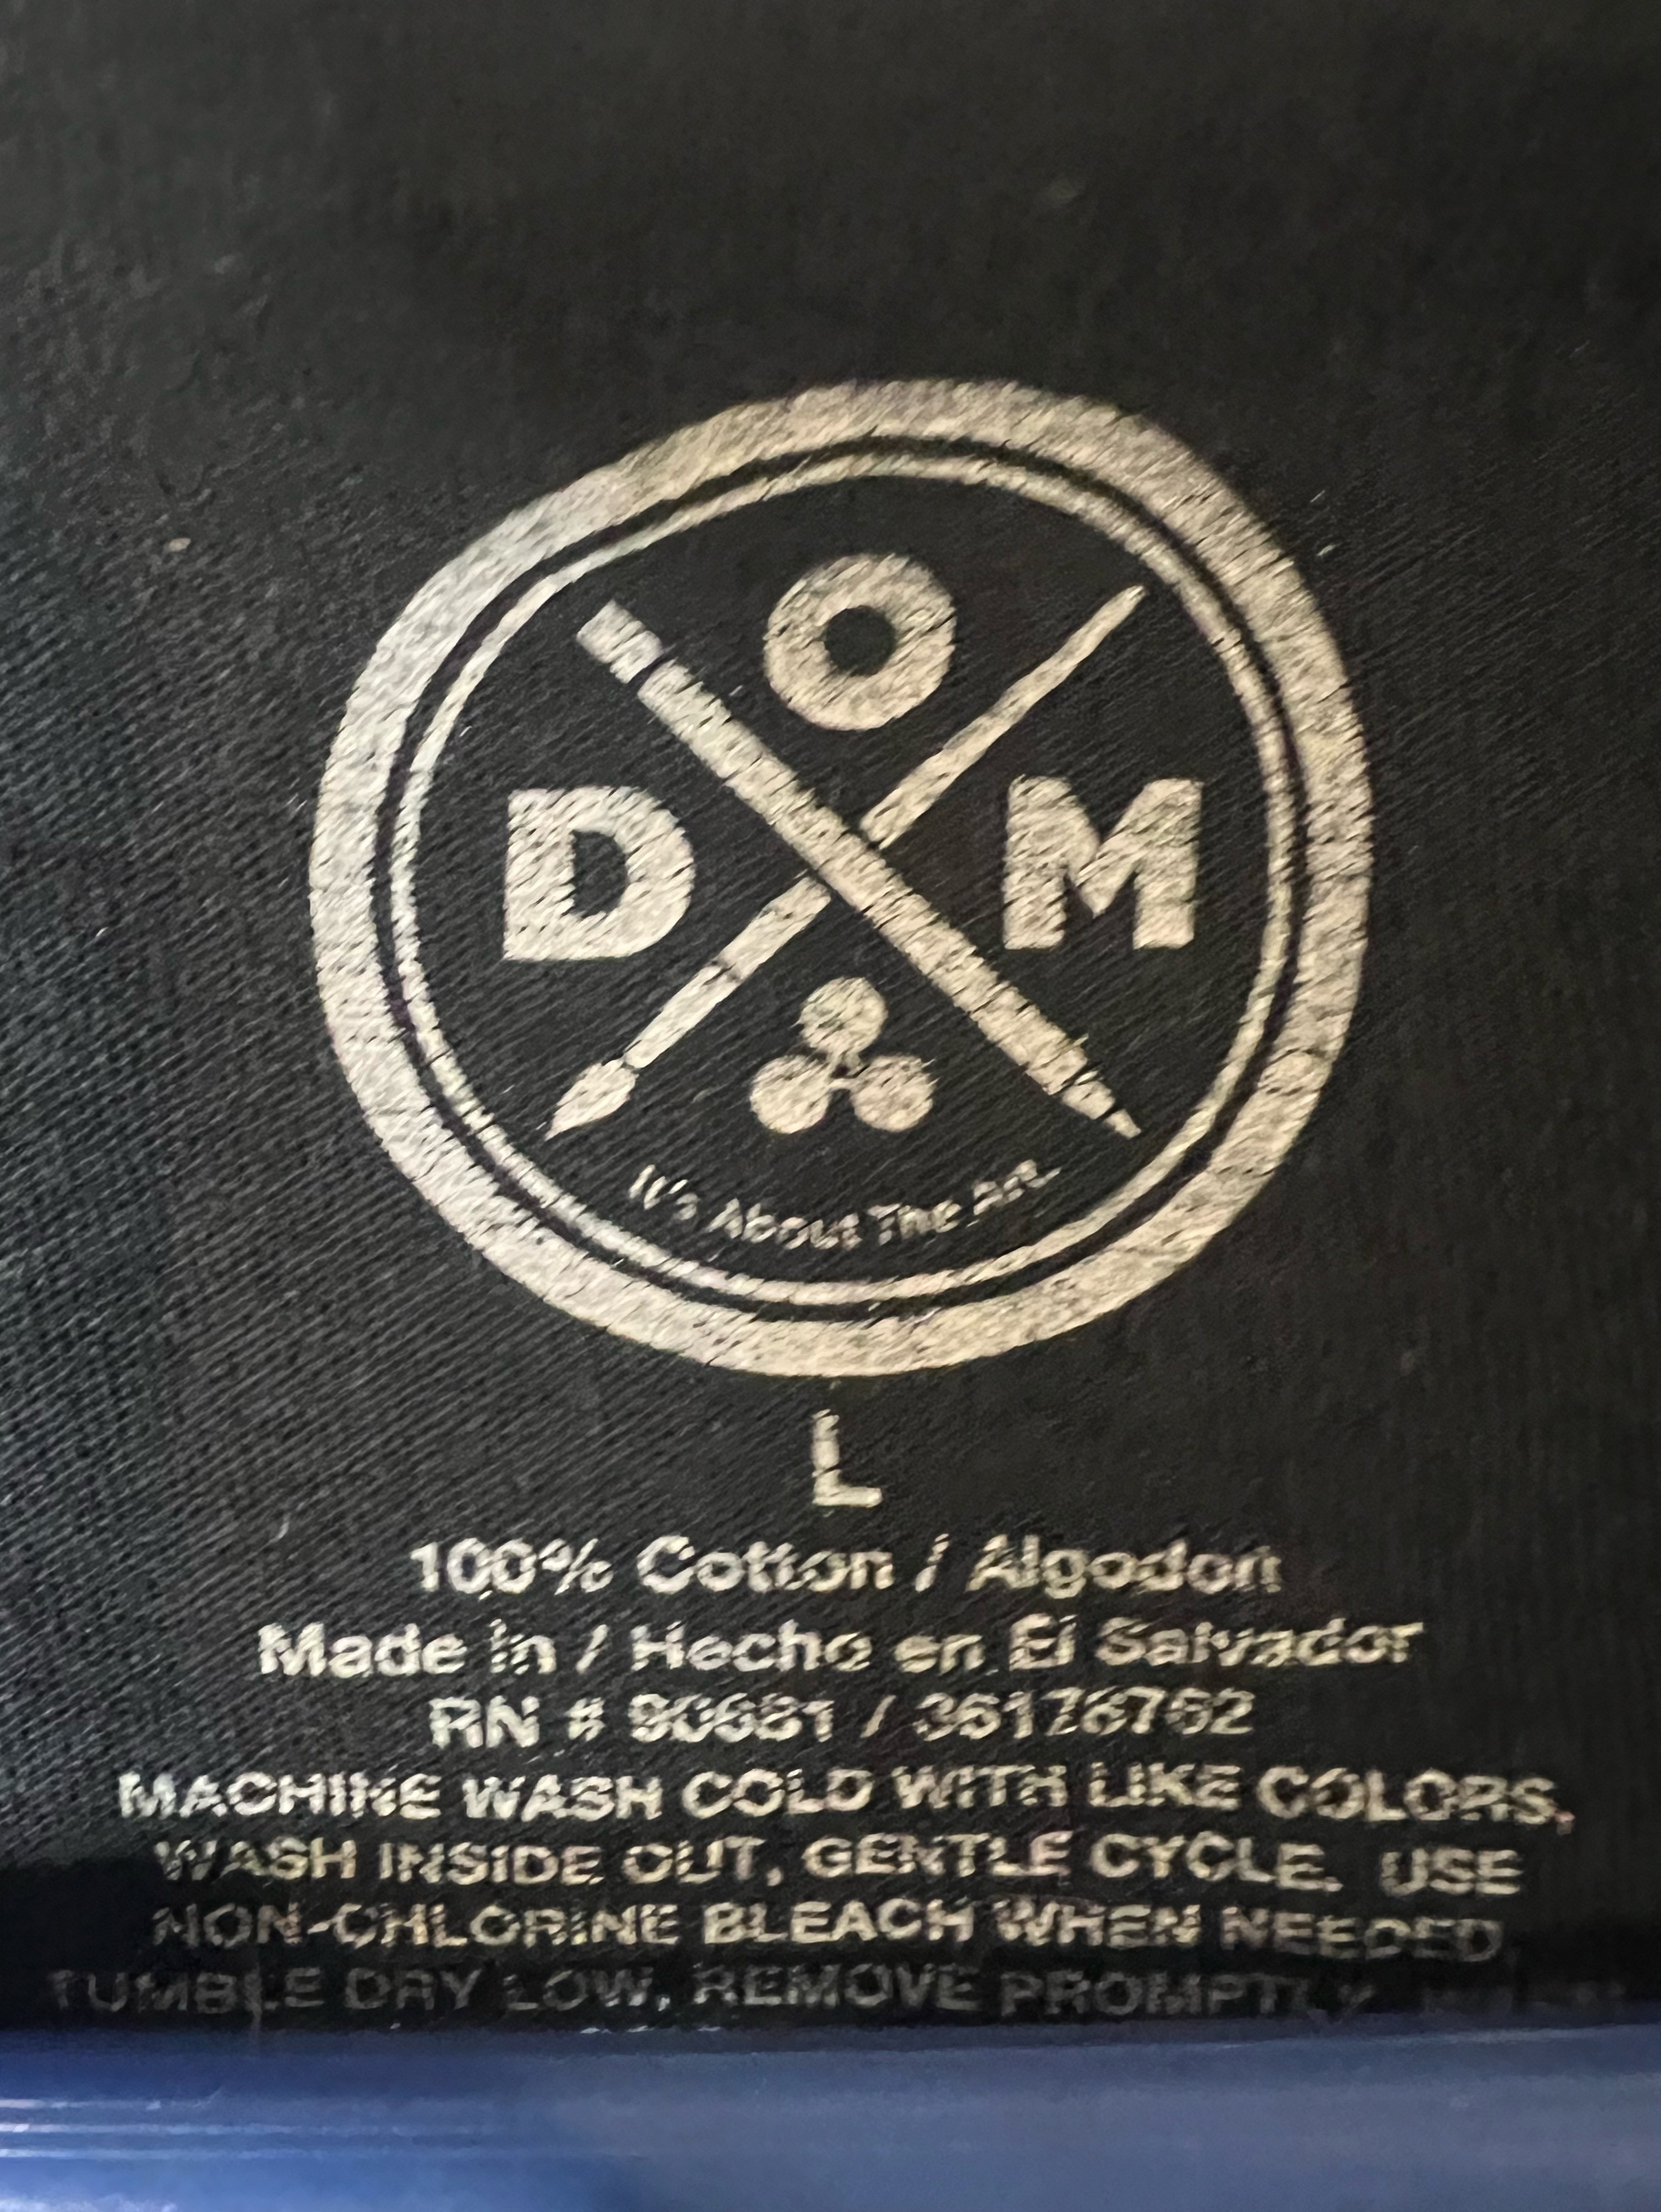 D O M
It's About The Art.
L
100% Cotton / Algodon
Made in / Hecho en El Salvador
RN # 90681 / 36178762
MACHINE WASH COLD WITH LIKE COLORS,
WASH INSIDE OUT, GENTLE CYCLE. USE
NON-CHLORINE BLEACH WHEN NEEDED,
TUMBLE DRY LOW, REMOVE PROMPTLY